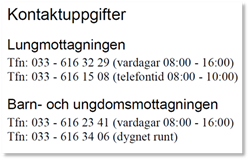 Kontaktuppgifter
Lungmottagningen
Tfn: 033 - 616 32 29 (vardagar 08:00 - 16:00)
Tfn: 033 - 616 15 08 (telefontid 08:00 - 10:00)
Barn- och ungdomsmottagningen
Tfn: 033 - 616 23 41 (vardagar 08:00 - 16:00)
Tfn: 033 - 616 34 06 (dygnet runt)